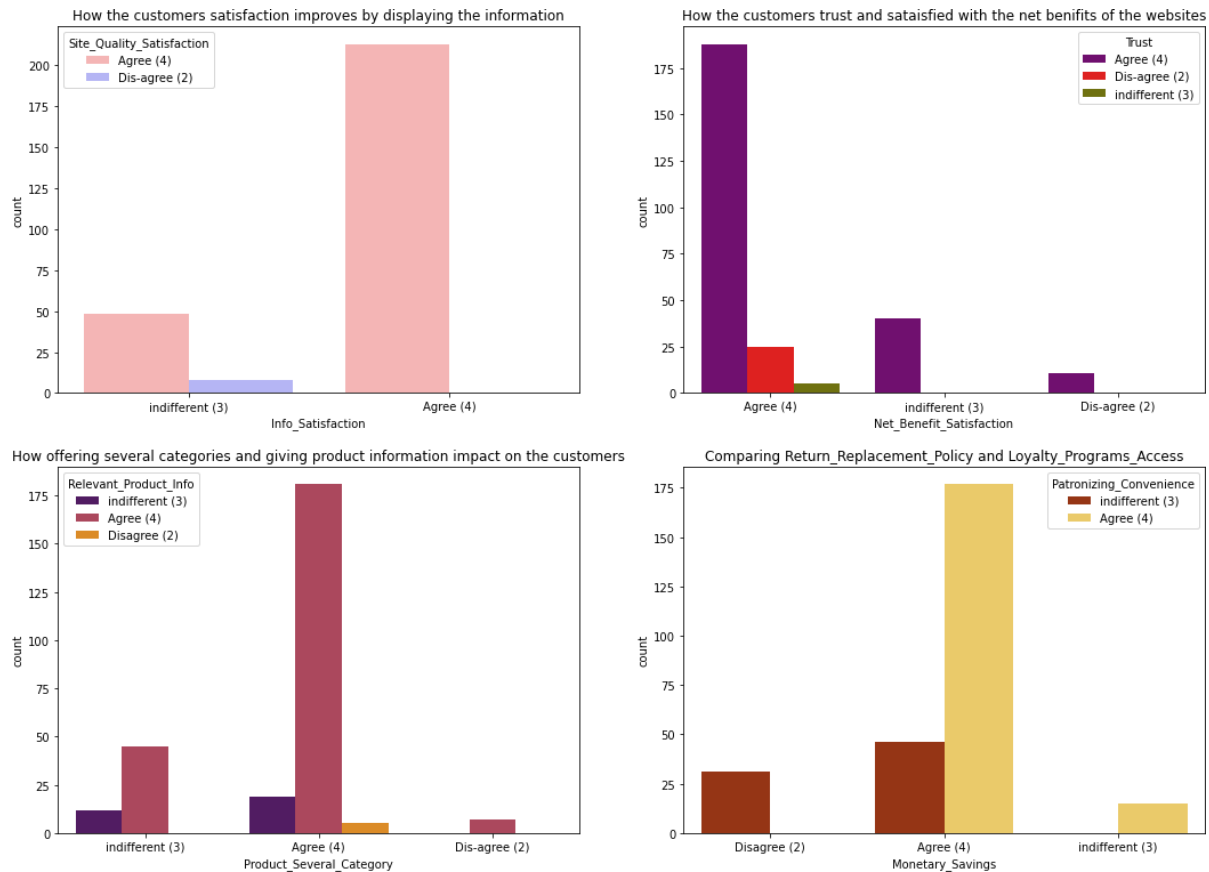 How the customers satisfaction improves by displaying the information
Site_Quality_Satisfaction
Agree (4)
Dis-agree (2)
200
175
150
125
100
75
50
25
0
count
indifferent (3)
Agree (4)
Info_Satisfaction
How the customers trust and sataisfied with the net benifits of the websites
Trust
Agree (4)
Dis-agree (2)
indifferent (3)
175
150
125
100
75
50
25
0
count
Agree (4)
indifferent (3)
Dis-agree (2)
Net_Benefit_Satisfaction
How offering several categories and giving product information impact on the customers
Relevant_Product_Info
indifferent (3)
Agree (4)
Disagree (2)
175
150
125
100
75
50
25
0
count
indifferent (3)
Agree (4)
Dis-agree (2)
Product_Several_Category
Comparing Return_Replacement_Policy and Loyalty_Programs_Access
Patronizing_Convenience
indifferent (3)
Agree (4)
175
150
125
100
75
50
25
0
count
Disagree (2)
Agree (4)
indifferent (3)
Monetary_Savings